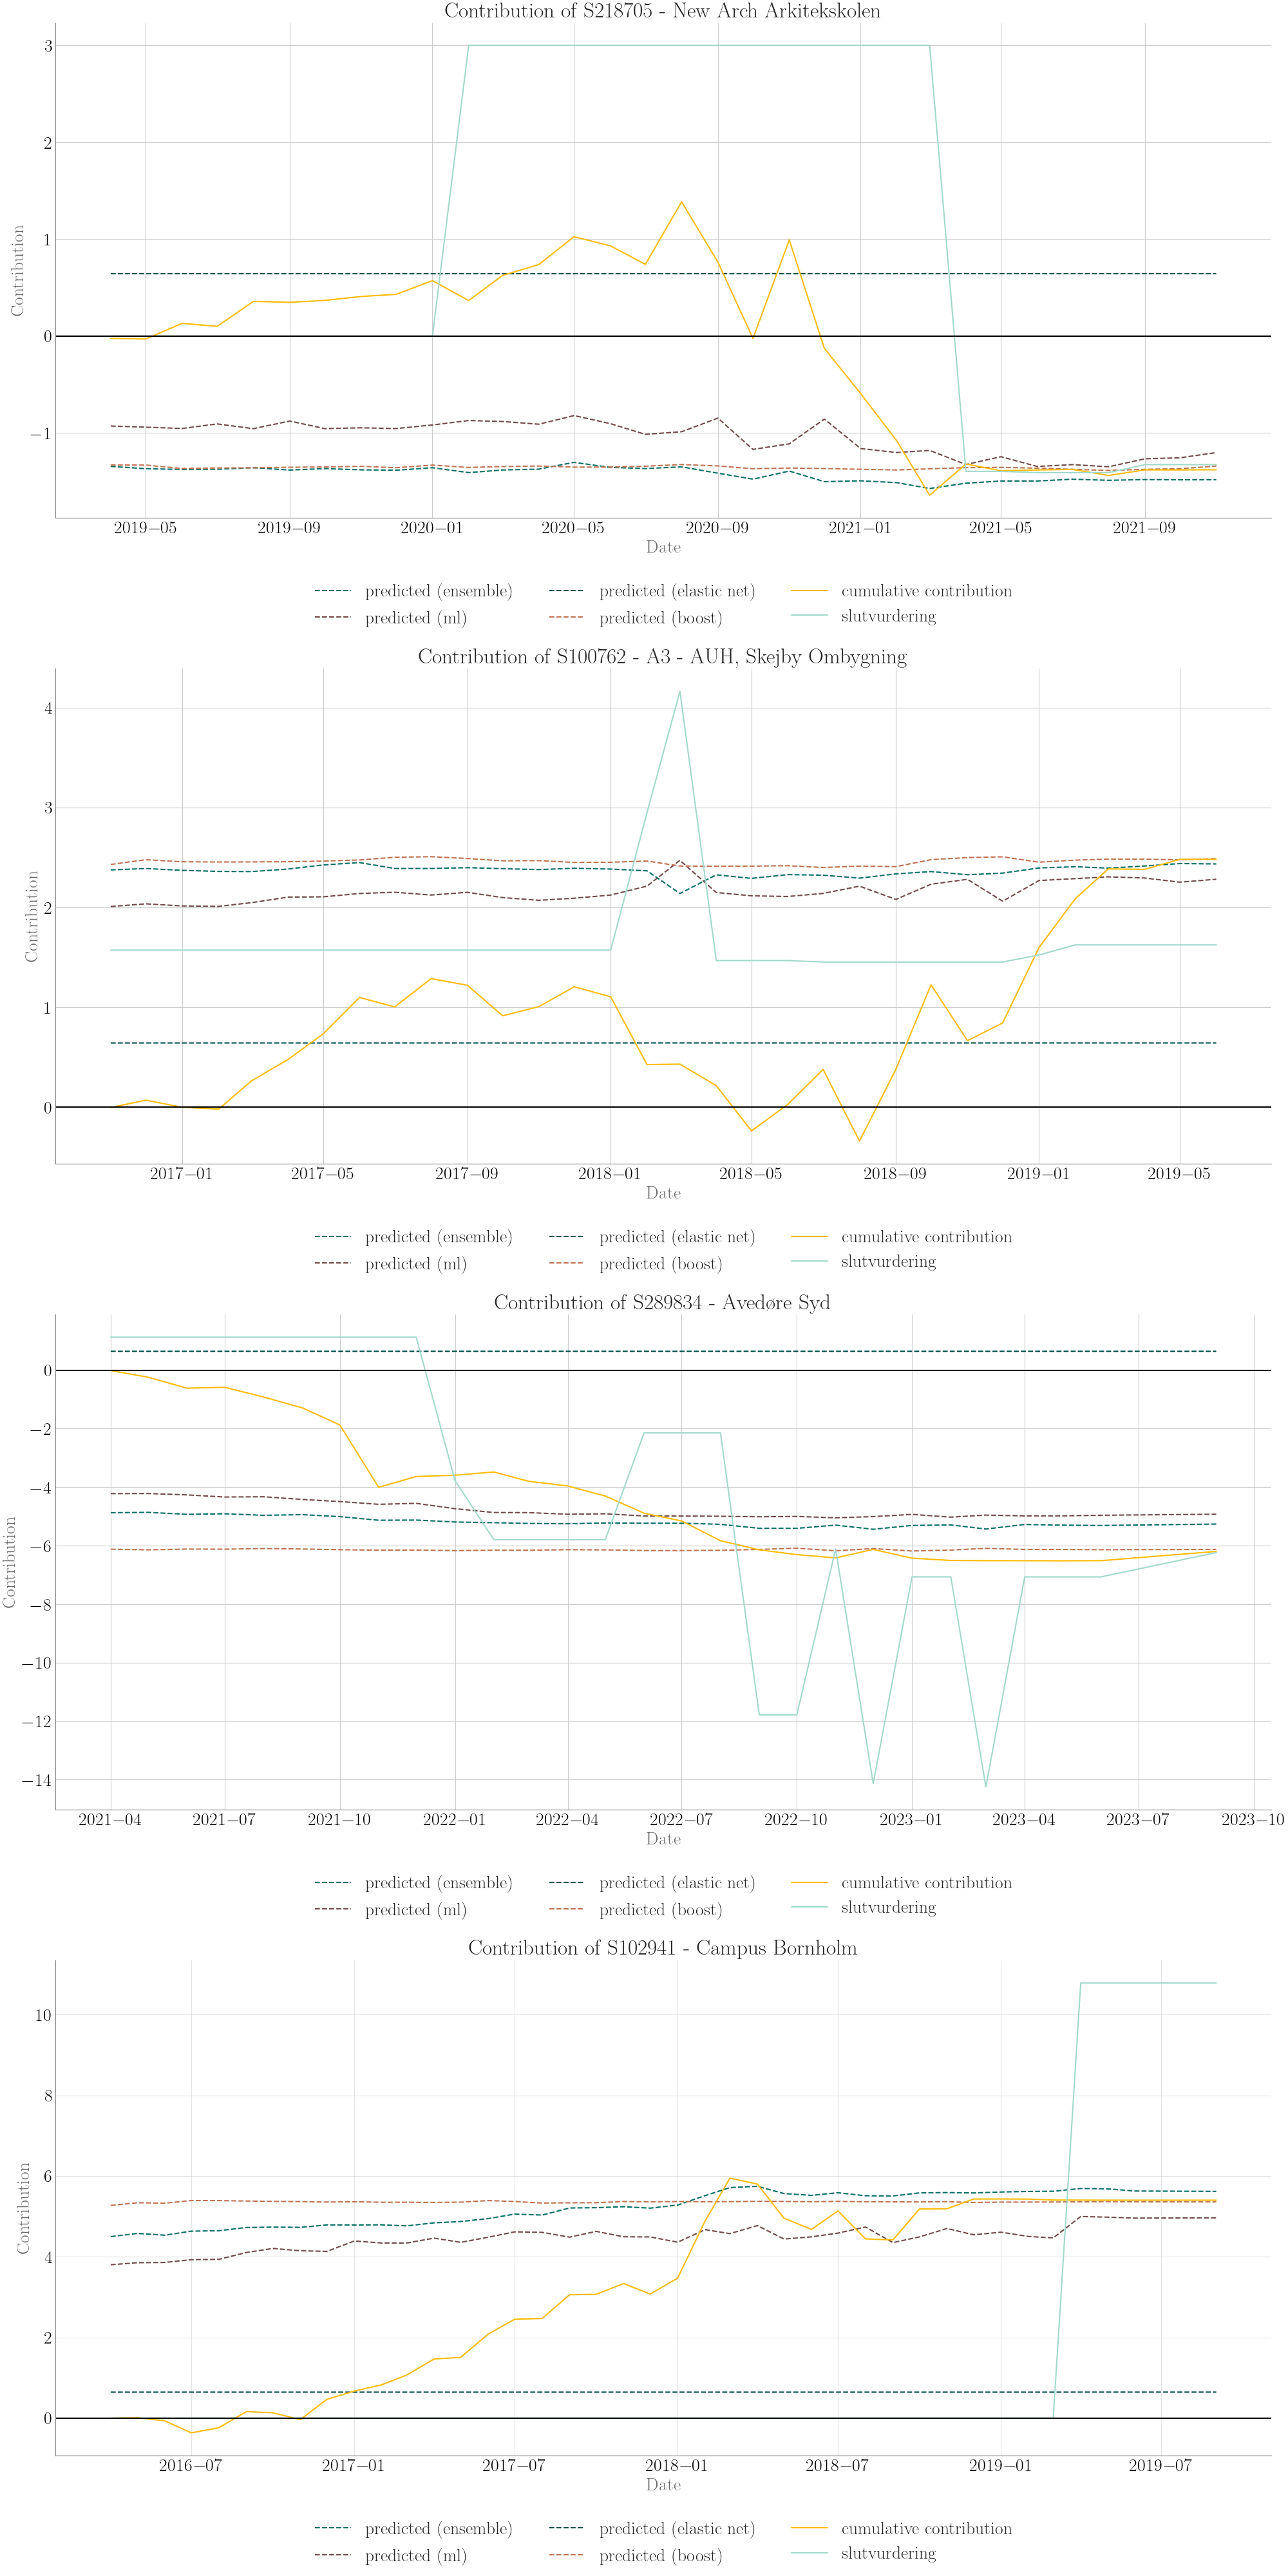 Contribution of S218705 - New Arch Arkitekskolen
3
2
1
0
−1
Contribution
2019−05 2019−09 2020−01 2020−05 2020−09 2021−01 2021−05 2021−09
Date
predicted (ensemble) predicted (elastic net) cumulative contribution
predicted (ml) predicted (boost) slutvurdering
Contribution of S100762 - A3 - AUH, Skejby Ombygning
4
3
2
1
0
Contribution
2017−01 2017−05 2017−09 2018−01 2018−05 2018−09 2019−01 2019−05
Date
predicted (ensemble) predicted (elastic net) cumulative contribution
predicted (ml) predicted (boost) slutvurdering
Contribution of S289834 - Avedøre Syd
0
−2
−4
−6
−8
−10
−12
−14
Contribution
2021−04 2021−07 2021−10 2022−01 2022−04 2022−07 2022−10 2023−01 2023−04 2023−07 2023−10
Date
predicted (ensemble) predicted (elastic net) cumulative contribution
predicted (ml) predicted (boost) slutvurdering
Contribution of S102941 - Campus Bornholm
10
8
6
4
2
0
Contribution
2016−07 2017−01 2017−07 2018−01 2018−07 2019−01 2019−07
Date
predicted (ensemble) predicted (elastic net) cumulative contribution
predicted (ml) predicted (boost) slutvurdering